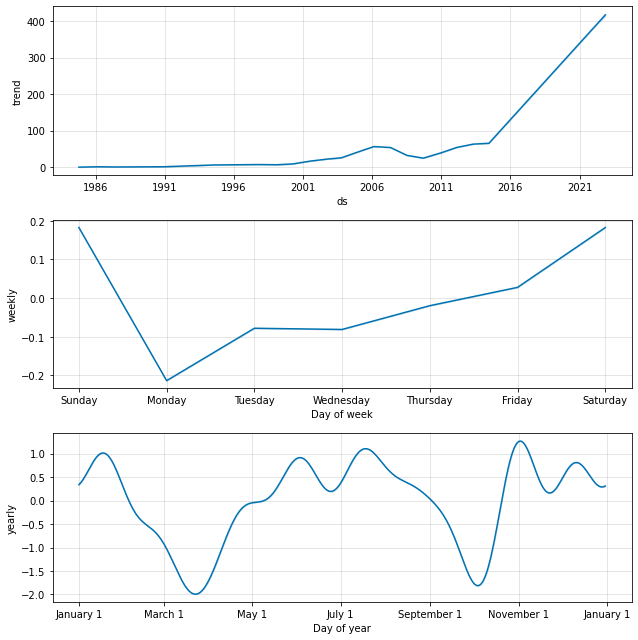 trend
400
300
200
100
0
1986 1991 1996 2001 2006 2011 2016 2021
ds
weekly
0.2
0.1
0.0
−0.1
−0.2
Sunday Monday Tuesday Wednesday Thursday Friday Saturday
Day of week
yearly
1.0
0.5
0.0
−0.5
−1.0
−1.5
−2.0
January 1 March 1 May 1 July 1 September 1 November 1 January 1
Day of year